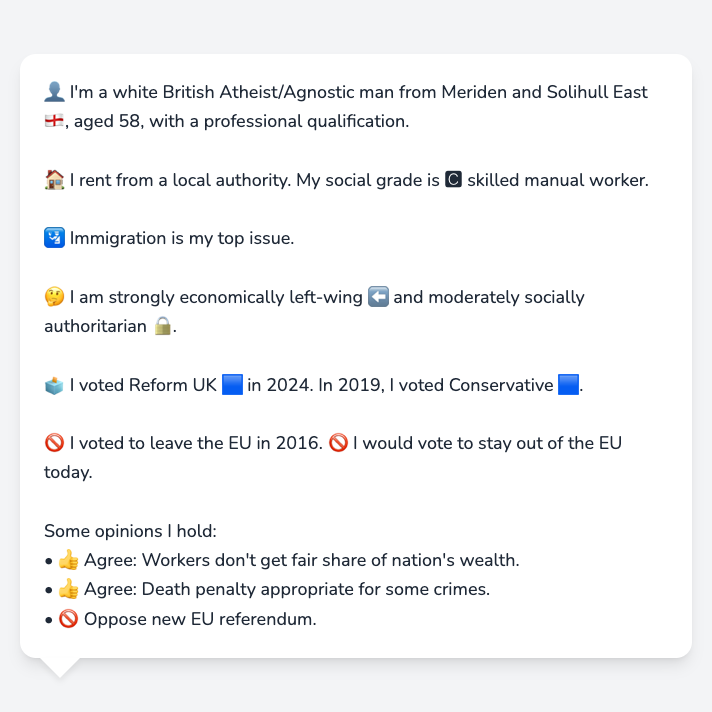 👤 I'm a white British Atheist/Agnostic man from Meriden and Solihull East
🏴󠁧󠁢󠁥󠁮󠁧󠁿, aged 58, with a professional qualification.
🏠 I rent from a local authority. My social grade is 🅲 skilled manual worker.
🛂 Immigration is my top issue.
🤔 I am strongly economically left-wing ⬅️ and moderately socially
authoritarian 🔒.
🗳️ I voted Reform UK 🟦 in 2024. In 2019, I voted Conservative 🟦.
🚫 I voted to leave the EU in 2016. 🚫 I would vote to stay out of the EU
today.
Some opinions I hold:
• 👍 Agree: Workers don't get fair share of nation's wealth.
• 👍 Agree: Death penalty appropriate for some crimes.
• 🚫 Oppose new EU referendum.